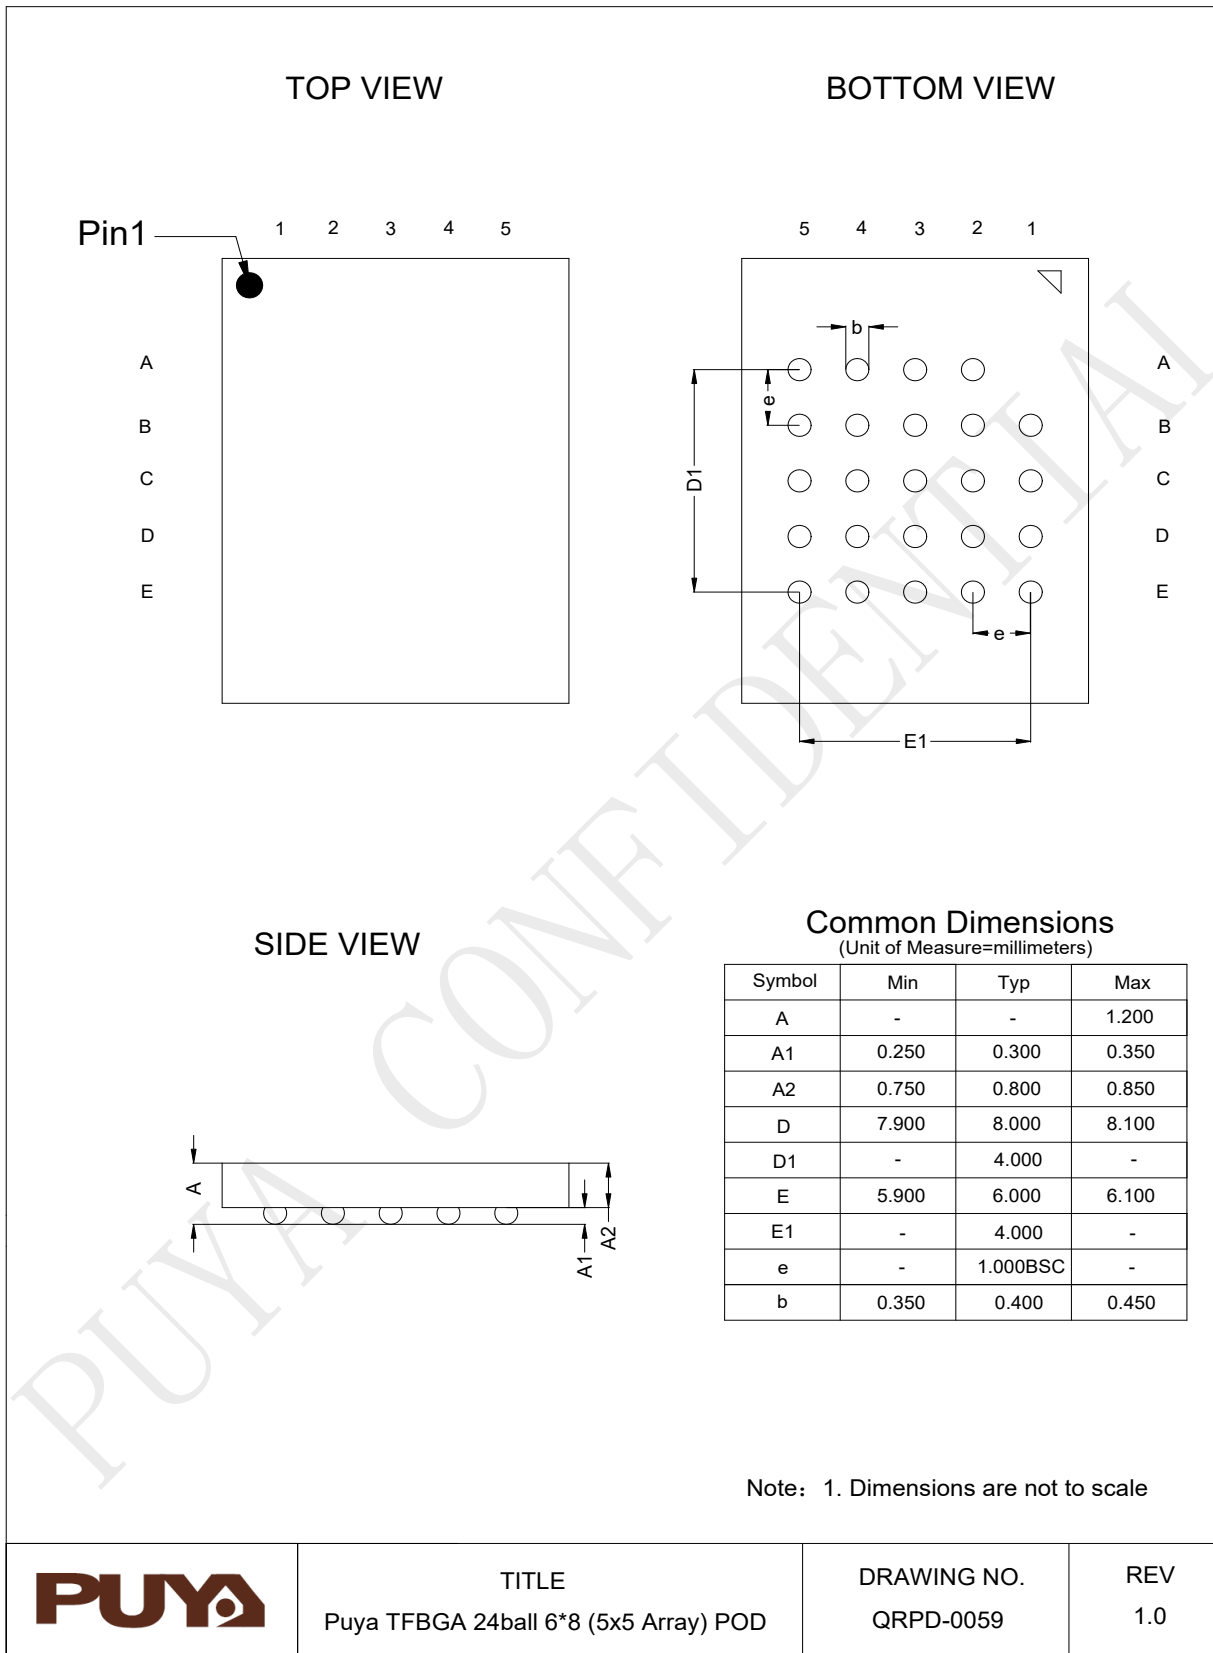 TOP VIEW
BOTTOM VIEW
Pin1
1 2 3 4 5
A
B
C
D
E
5 4 3 2 1
b
e
D1
A
B
C
D
E
e
E1
SIDE VIEW
A
A1
A2
Common Dimensions
(Unit of Measure=millimeters)
Symbol Min Typ Max
A - - 1.200
A1 0.250 0.300 0.350
A2 0.750 0.800 0.850
D 7.900 8.000 8.100
D1 - 4.000 -
E 5.900 6.000 6.100
E1 - 4.000 -
e - 1.000BSC -
b 0.350 0.400 0.450
Note: 1. Dimensions are not to scale
PUYA CONFIDENTIAL
PUYA
TITLE
Puya TFBGA 24ball 6*8 (5x5 Array) POD
DRAWING NO.
QRPD-0059
REV
1.0